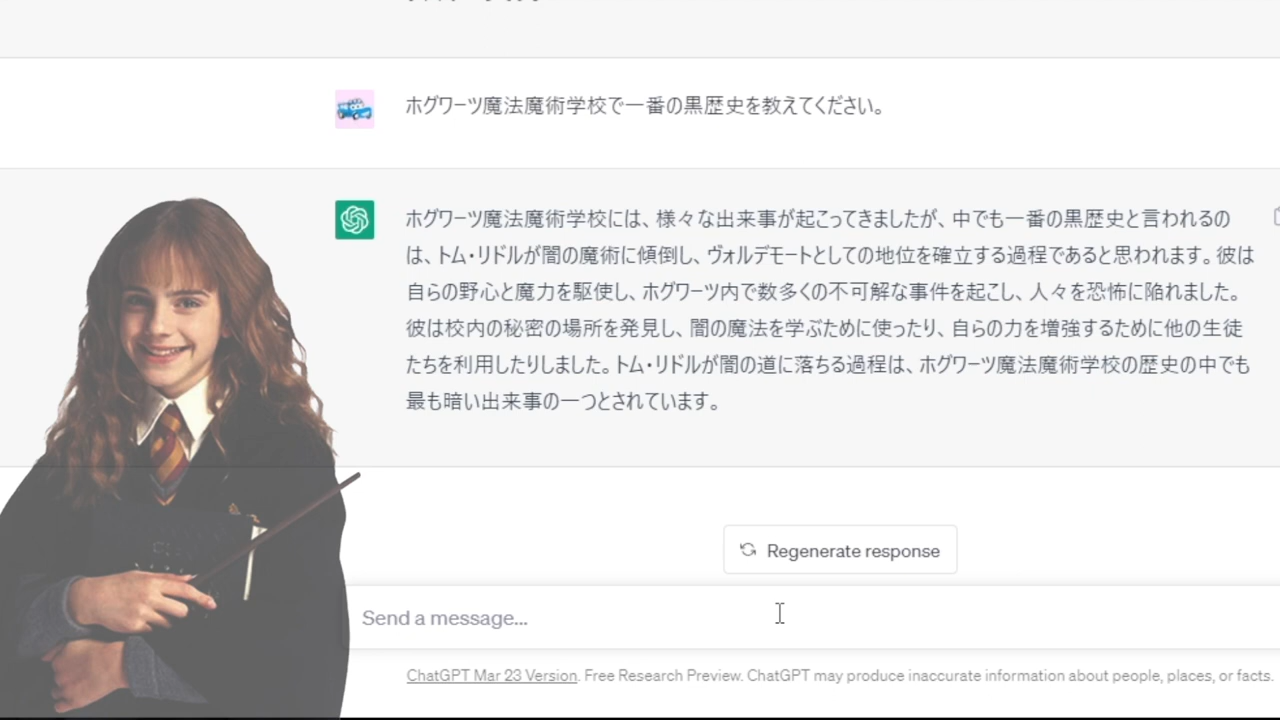 ホグワーツ魔法魔術学校で一番の黒歴史を教えてください。
ホグワーツ魔法魔術学校には、様々な出来事が起こってきましたが、中でも一番の黒歴史と言われるの
は、トム・リドルが闇の魔術に傾倒し、ヴォルデモートとしての地位を確立する過程であると思われます。彼は
自らの野心と魔力を駆使し、ホグワーツ内で数多くの不可解な事件を起こし、人々を恐怖に陥れました。
彼は校内の秘密の場所を発見し、闇の魔法を学ぶために使ったり、自らの力を増強するために他の生徒
たちを利用したりしました。トム・リドルが闇の道に落ちる過程は、ホグワーツ魔法魔術学校の歴史の中でも
最も暗い出来事の一つとされています。
Regenerate response
Send a message...
ChatGPT Mar 23 Version. Free Research Preview. ChatGPT may produce inaccurate information about people, places, or facts.